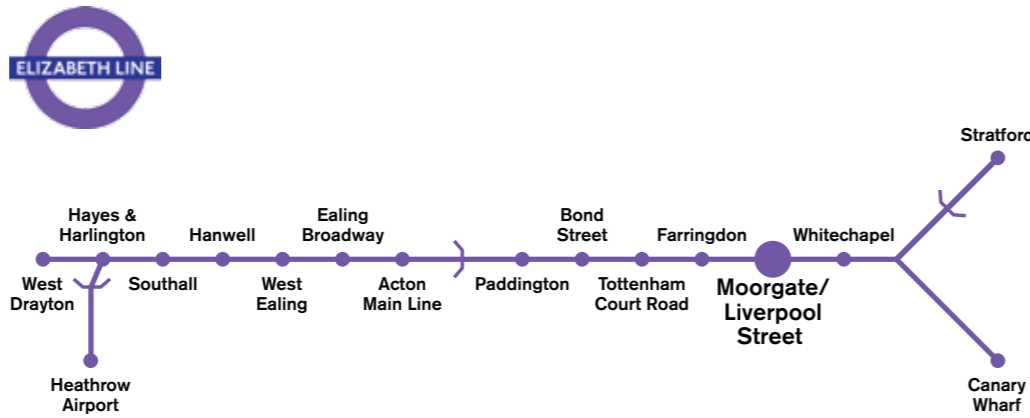 ELIZABETH LINE
Stratford
Hayes &
Harlington
Hanwell
Ealing
Broadway
Bond
Street
Farringdon
Whitechapel
West
Drayton
Southall
West
Ealing
Acton
Main Line
Paddington
Tottenham
Court Road
Moorgate/
Liverpool
Street
Heathrow
Airport
Canary
Wharf